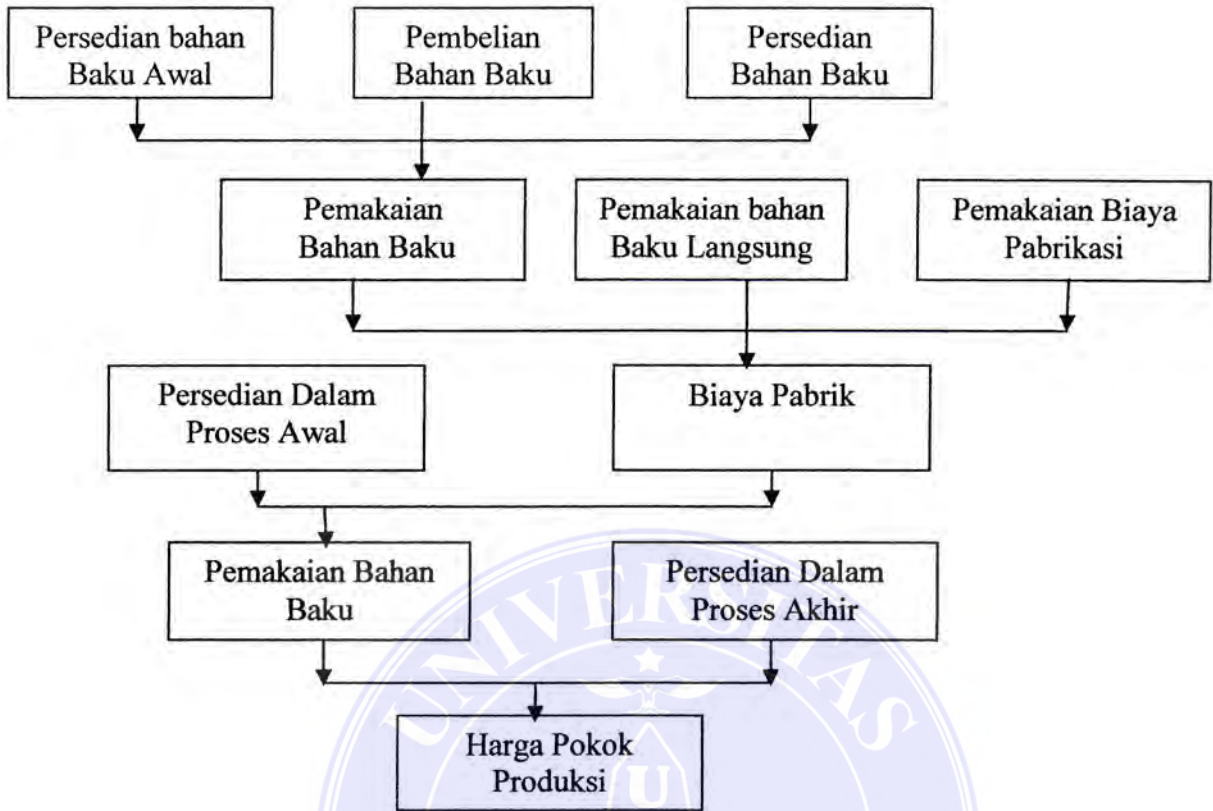 Persedian bahan
Baku Awal
Pembelian
Bahan Baku
Persedian
Bahan Baku
Pemakaian
Bahan Baku
Pemakaian bahan
Baku Langsung
Pemakaian Biaya
Pabrikasi
Persedian Dalam
Proses Awal
Biaya Pabrik
Pemakaian Bahan
Baku
Persedian Dalam
Proses Akhir
Harga Pokok
Produksi
UNIVERSITAS
U